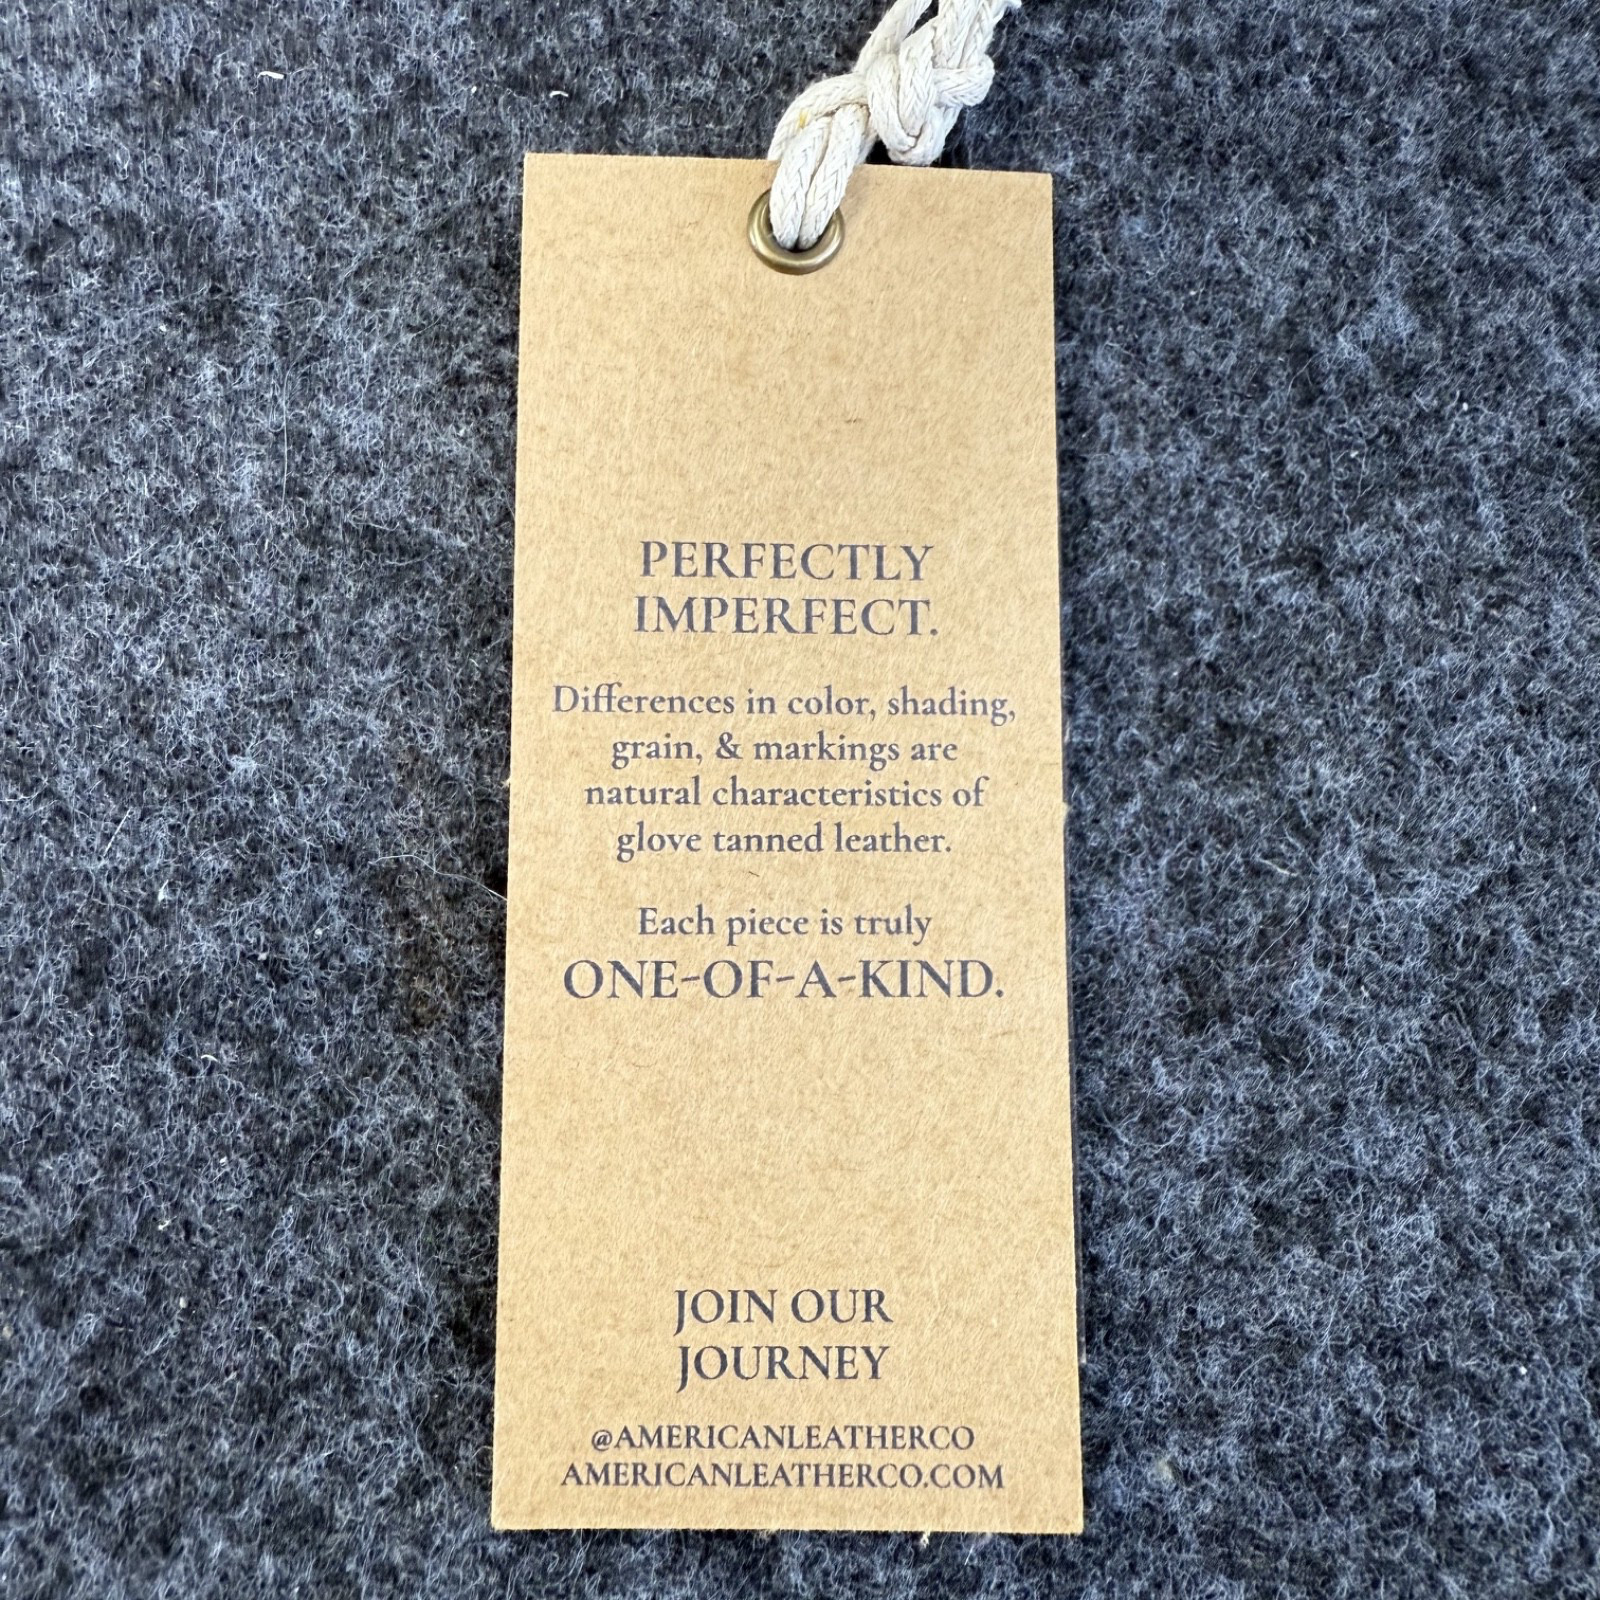 PERFECTLY
IMPERFECT.
Differences in color, shading,
grain, & markings are
natural characteristics of
glove tanned leather.
Each piece is truly
ONE-OF-A-KIND.
JOIN OUR
JOURNEY
@AMERICANLEATHERCO
AMERICANLEATHERCO.COM